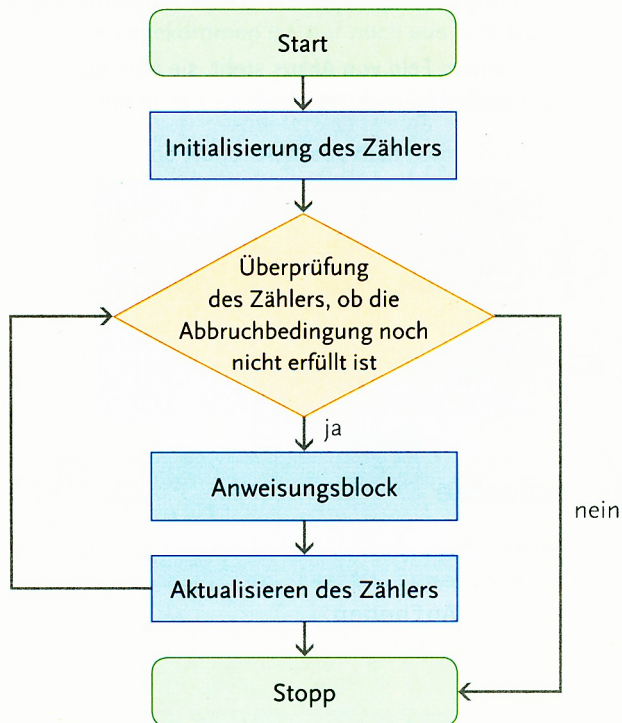 Start
Initialisierung des Zählers
Überprüfung
des Zählers, ob die
Abbruchbedingung noch
nicht erfüllt ist
ja
Anweisungsblock
nein
Aktualisieren des Zählers
Stopp